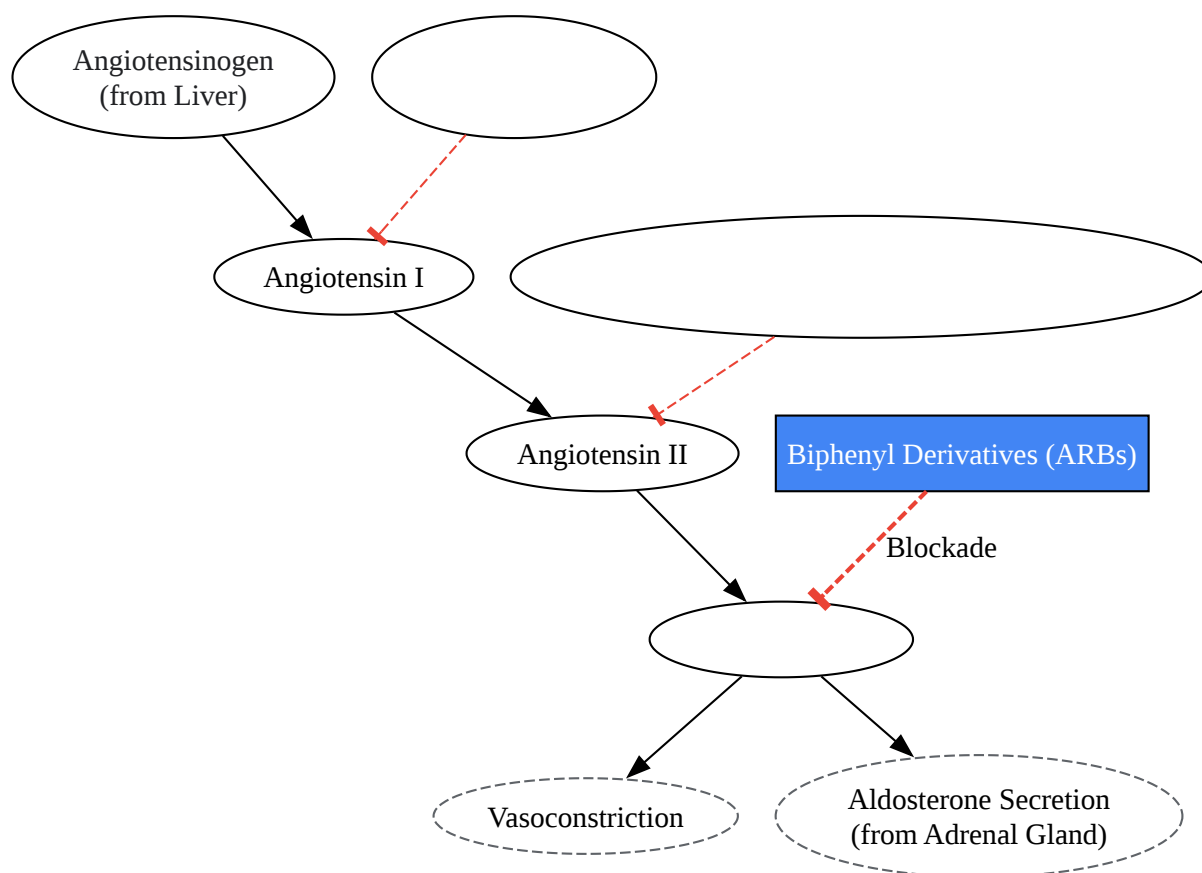 Angiotensinogen
(from Liver)
Angiotensin I
Angiotensin II
Biphenyl Derivatives (ARBs)
Blockade
Vasoconstriction
Aldosterone Secretion
(from Adrenal Gland)